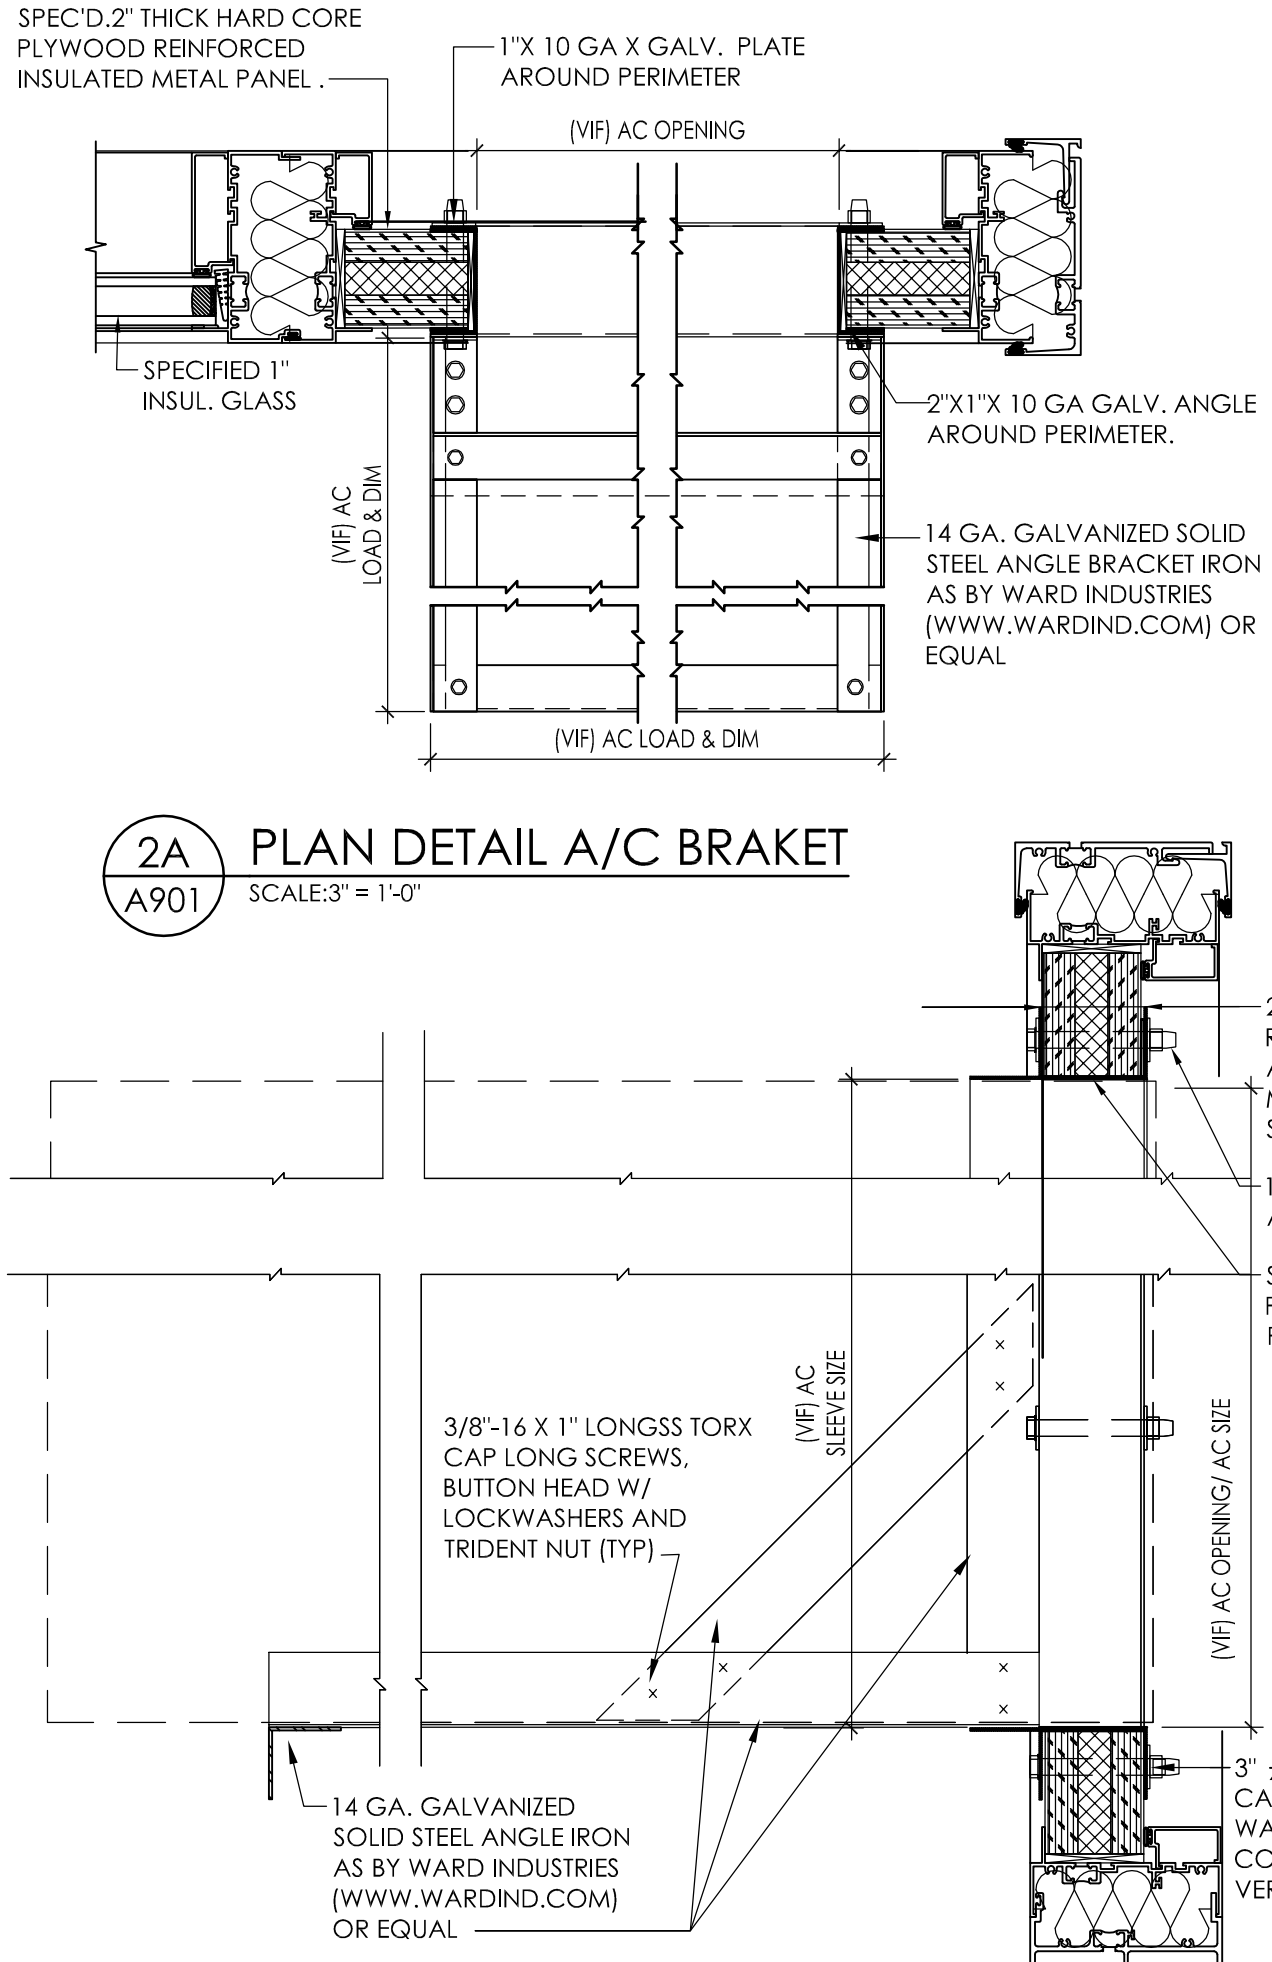 SPEC'D.2" THICK HARD CORE
PLYWOOD REINFORCED
INSULATED METAL PANEL .
1"X 10 GA X GALV. PLATE
AROUND PERIMETER
(VIF) AC OPENING
SPECIFIED 1"
INSUL. GLASS
2"X1"X 10 GA GALV. ANGLE
AROUND PERIMETER.
(VIF) AC
LOAD & DIM
14 GA. GALVANIZED SOLID
STEEL ANGLE BRACKET IRON
AS BY WARD INDUSTRIES
(WWW.WARDIND.COM) OR
EQUAL
(VIF) AC LOAD & DIM
2A
A901
PLAN DETAIL A/C BRAKET
SCALE:3" = 1'-0"
(VIF) AC
SLEEVE SIZE
3/8"-16 X 1" LONGSS TORX
CAP LONG SCREWS,
BUTTON HEAD W/
LOCKWASHERS AND
TRIDENT NUT (TYP)
(VIF) AC OPENING/ AC SIZE
14 GA. GALVANIZED
SOLID STEEL ANGLE IRON
AS BY WARD INDUSTRIES
(WWW.WARDIND.COM)
OR EQUAL
3"